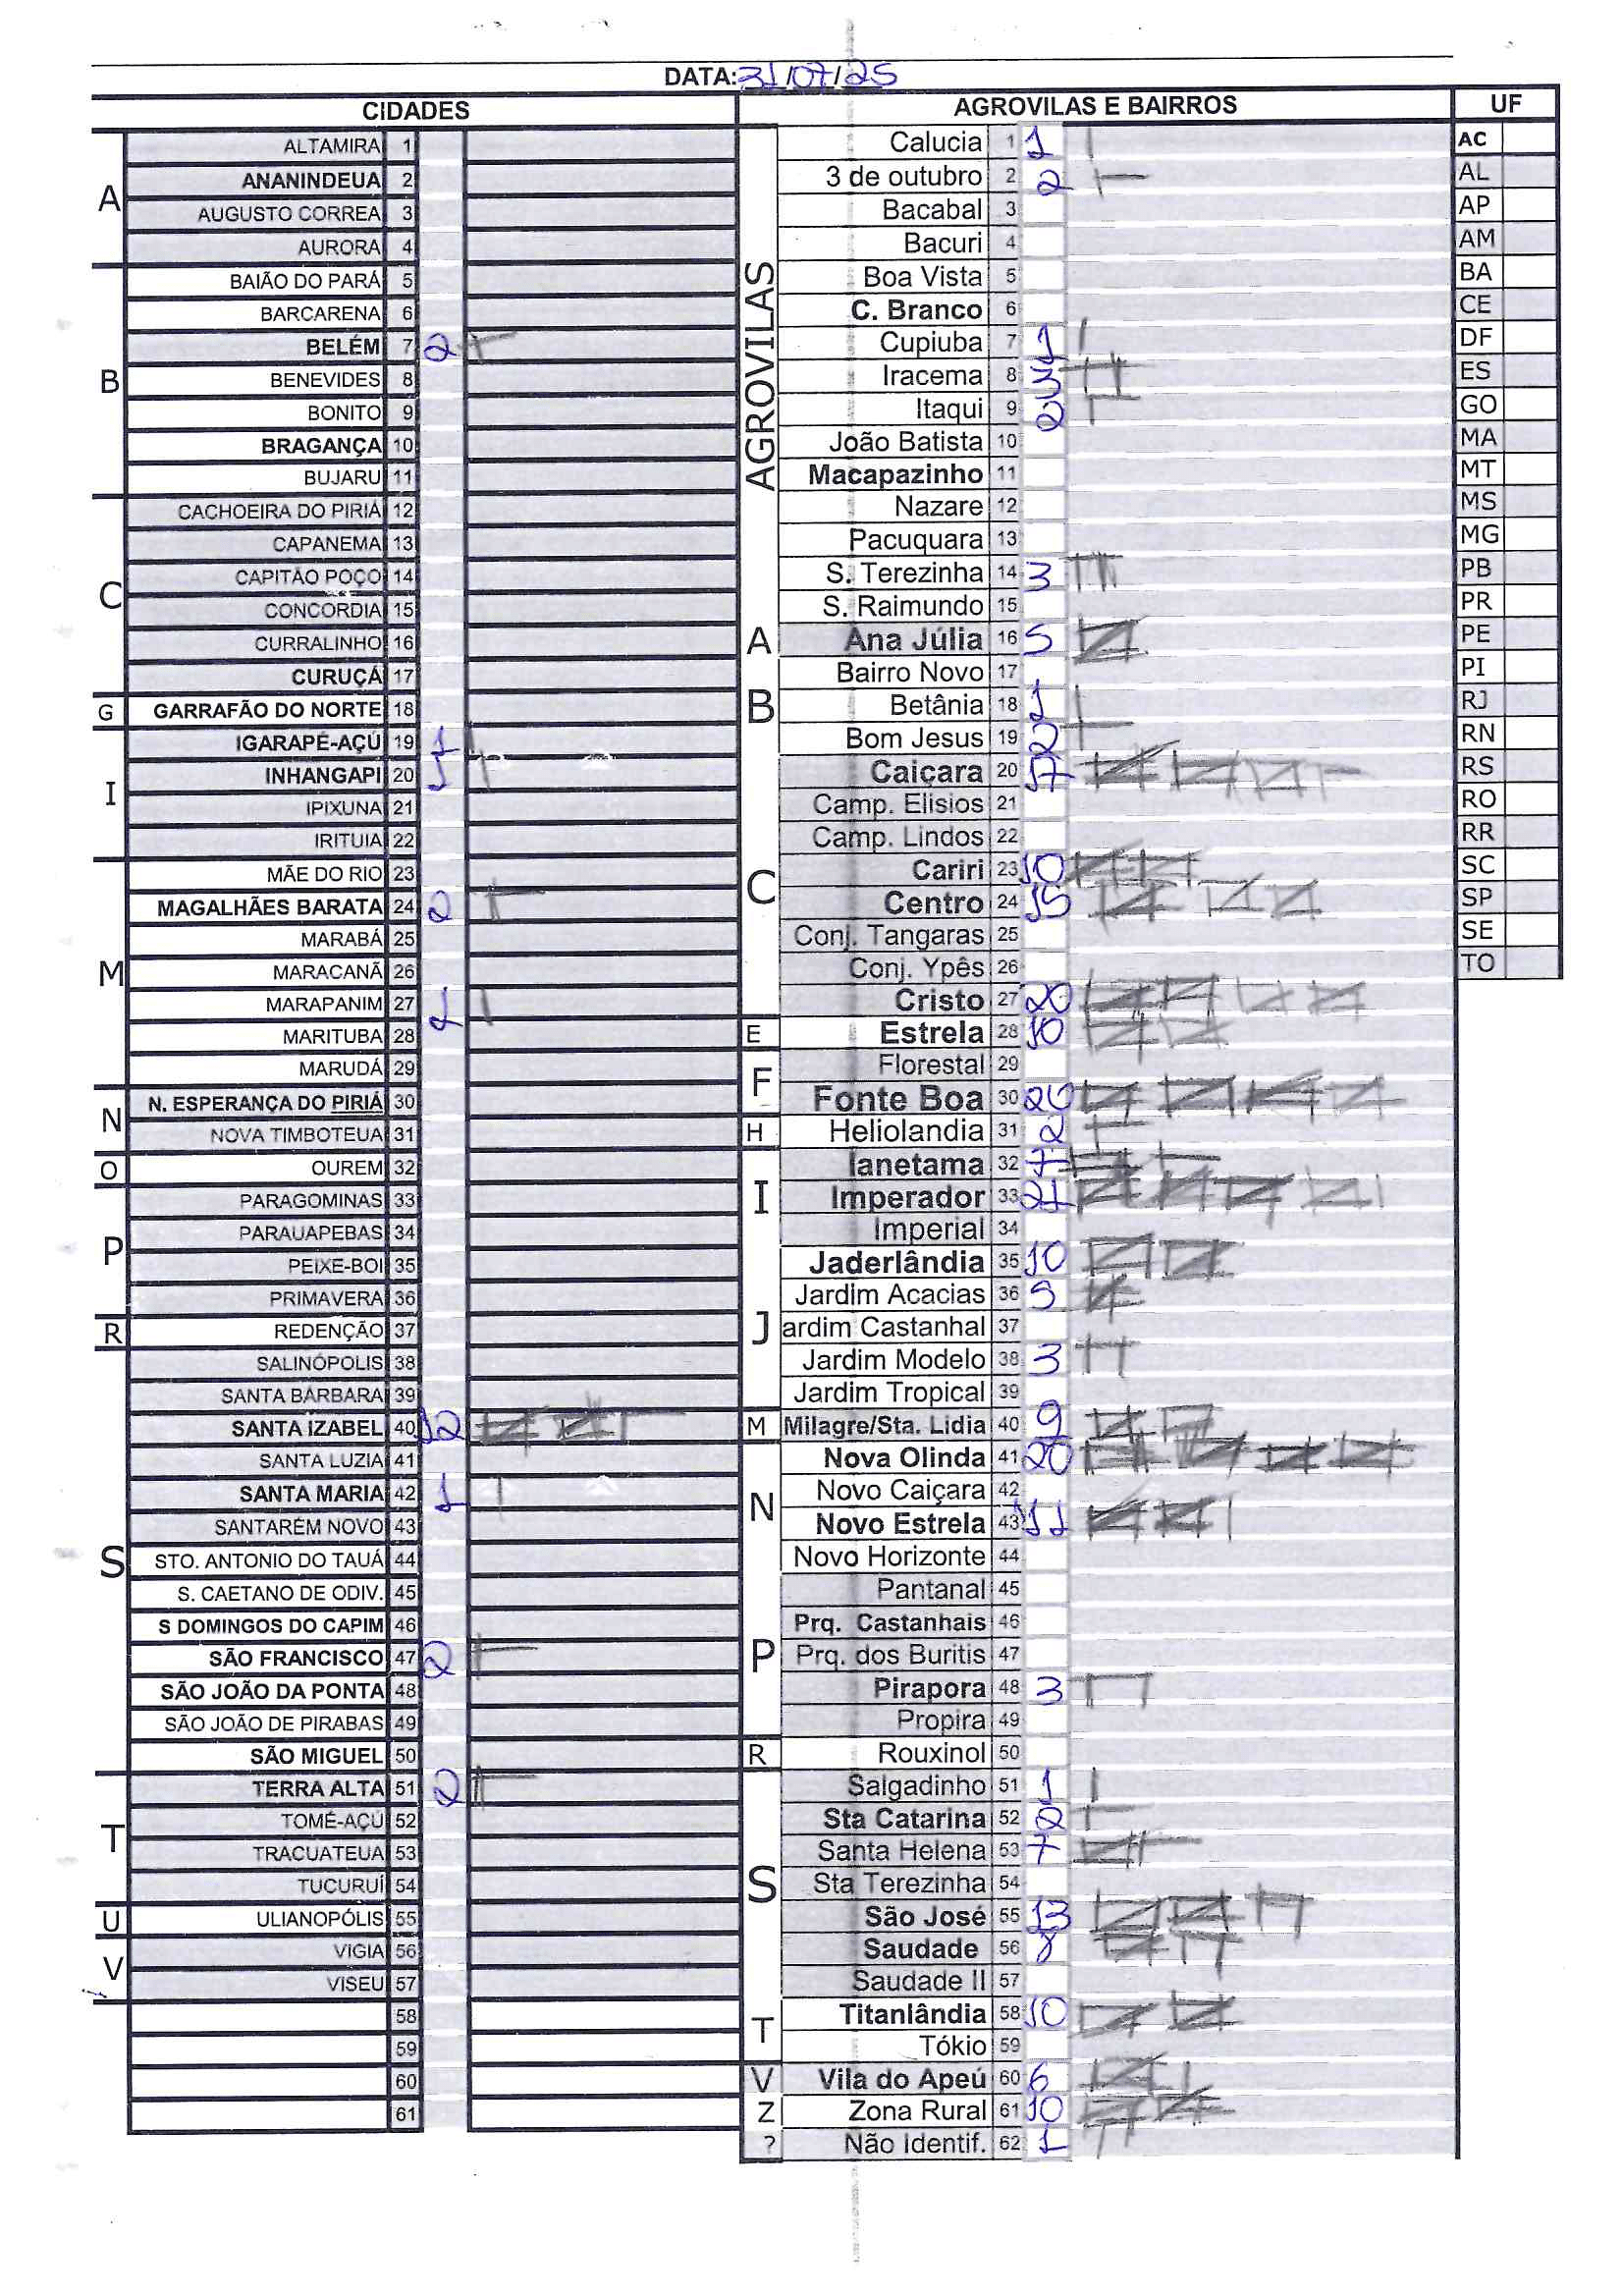 DATA: 31/07/25
CIDADES
A
ALTAMIRA 1
ANANINDEUA 2
AUGUSTO CORREA 3
AURORA 4
B
BAIÃO DO PARÁ 5
BARCARENA 6
BELÉM 7 2
BENEVIDES 8
BONITO 9
BRAGANÇA 10
BUJARU 11
C
CACHOEIRA DO PIRIÁ 12
CAPANEMA 13
CAPITÃO POÇO 14
CONCORDIA 15
CURRALINHO 16
CURUÇÁ 17
G
GARRAFÃO DO NORTE 18
I
IGARAPÉ-AÇÚ 19 1
INHANGAPI 20 1
IPIXUNA 21
IRITUIA 22
M
MÃE DO RIO 23
MAGALHÃES BARATA 24 2
MARABÁ 25
MARACANÃ 26
MARAPANIM 27 1
MARITUBA 28
MARUDÁ 29
N
N. ESPERANÇA DO PIRIÁ 30
NOVA TIMBOTEUA 31
O
OUREM 32
P
PARAGOMINAS 33
PARAUAPEBAS 34
PEIXE-BOI 35
PRIMAVERA 36
R
REDENÇÃO 37
S
SALINÓPOLIS 38
SANTA BÁRBARA 39
SANTA IZABEL 40 12
SANTA LUZIA 41
SANTA MARIA 42 1
SANTARÉM NOVO 43
STO. ANTONIO DO TAUÁ 44
S. CAETANO DE ODIV. 45
S DOMINGOS DO CAPIM 46
SÃO FRANCISCO 47 2
SÃO JOÃO DA PONTA 48
SÃO JOÃO DE PIRABAS 49
SÃO MIGUEL 50
T
TERRA ALTA 51 2
TOMÉ-AÇÚ 52
TRACUATEUA 53
TUCURUÍ 54
U
ULIANOPÓLIS 55
V
VIGIA 56
VISEU 57
58
59
60
61
AGROVILAS E BAIRROS
AGROVILAS
Calucia 1 1
3 de outubro 2 2
Bacabal 3
Bacuri 4
Boa Vista 5
C. Branco 6
Cupiuba 7 1
Iracema 8 3
Itaqui 9 2
João Batista 10
Macapazinho 11
Nazare 12
Pacuquara 13
S. Terezinha 14 3
S. Raimundo 15
A
Ana Júlia 16 5
B
Bairro Novo 17
Betânia 18 1
Bom Jesus 19 2
C
Caiçara 20 17
Camp. Elisios 21
Camp. Lindos 22
Cariri 23 10
Centro 24 15
Conj. Tangaras 25
Conj. Ypês 26
Cristo 27 20
E
Estrela 28 10
F
Florestal 29
Fonte Boa 30 20
H
Heliolandia 31 2
I
Ianetama 32 7
Imperador 33 21
Imperial 34
J
Jaderlândia 35 10
Jardim Acacias 36 5
ardim Castanhal 37
Jardim Modelo 38 3
Jardim Tropical 39
M
Milagre/Sta. Lidia 40 9
N
Nova Olinda 41 20
Novo Caiçara 42
Novo Estrela 43 11
Novo Horizonte 44
P
Pantanal 45
Prq. Castanhais 46
Prq. dos Buritis 47
Pirapora 48 3
Propira 49
R
Rouxinol 50
S
Salgadinho 51 1
Sta Catarina 52 2
Santa Helena 53 7
Sta Terezinha 54
São José 55 13
Saudade 56 8
Saudade II 57
T
Titanlândia 58 10
Tókio 59
V
Vila do Apeú 60 6
Z
Zona Rural 61 10
?
Não Identif. 62 1
UF
AC
AL
AP
AM
BA
CE
DF
ES
GO
MA
MT
MS
MG
PB
PR
PE
PI
RJ
RN
RS
RO
RR
SC
SP
SE
TO